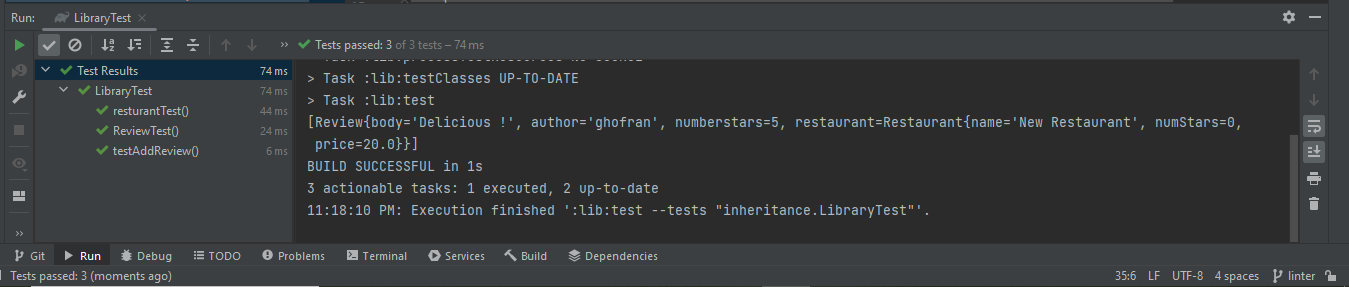 Run: LibraryTest
Tests passed: 3 of 3 tests – 74 ms
Test Results 74 ms
LibraryTest 74 ms
resturantTest() 44 ms
ReviewTest() 24 ms
testAddReview() 6 ms
> Task :lib:testClasses UP-TO-DATE
> Task :lib:test
[Review{body='Delicious !', author='ghofran', numberstars=5, restaurant=Restaurant{name='New Restaurant', numStars=0,
price=20.0}}]
BUILD SUCCESSFUL in 1s
3 actionable tasks: 1 executed, 2 up-to-date
11:18:10 PM: Execution finished ':lib:test --tests "inheritance.LibraryTest"'.
Git Run Debug TODO Problems Terminal Services Build Dependencies
Tests passed: 3 (moments ago) 35:6 LF UTF-8 4 spaces linter